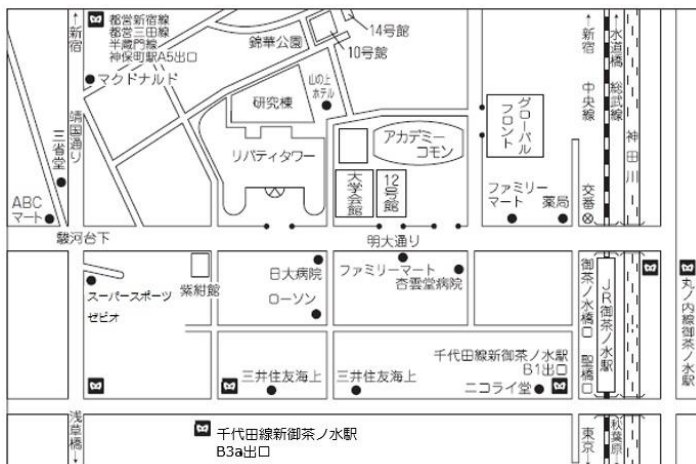 都営新宿線
都営三田線
半蔵門線
神保町駅A5出口
マクドナルド
↑新宿
靖国通り
三省堂
ABC
マート
駿河台下
錦華公園
14号館
10号館
山の上
ホテル
研究棟
リバティタワー
アカデミー
コモン
大学会館
12号館
グローバル
フロント
ファミリー
マート
薬局
↑新宿
中央線
交番
↑水道橋
総武線
神田川
明大通り
紫紺館
スーパースポーツ
ゼビオ
日大病院
ローソン
ファミリーマート
杏雲堂病院
御茶ノ水橋口
聖橋口
JR御茶ノ水駅
丸ノ内線御茶ノ水駅
千代田線新御茶ノ水駅
B1出口
三井住友海上
三井住友海上
ニコライ堂
浅草橋↓
千代田線新御茶ノ水駅
B3a出口
東京↓
秋葉原↓